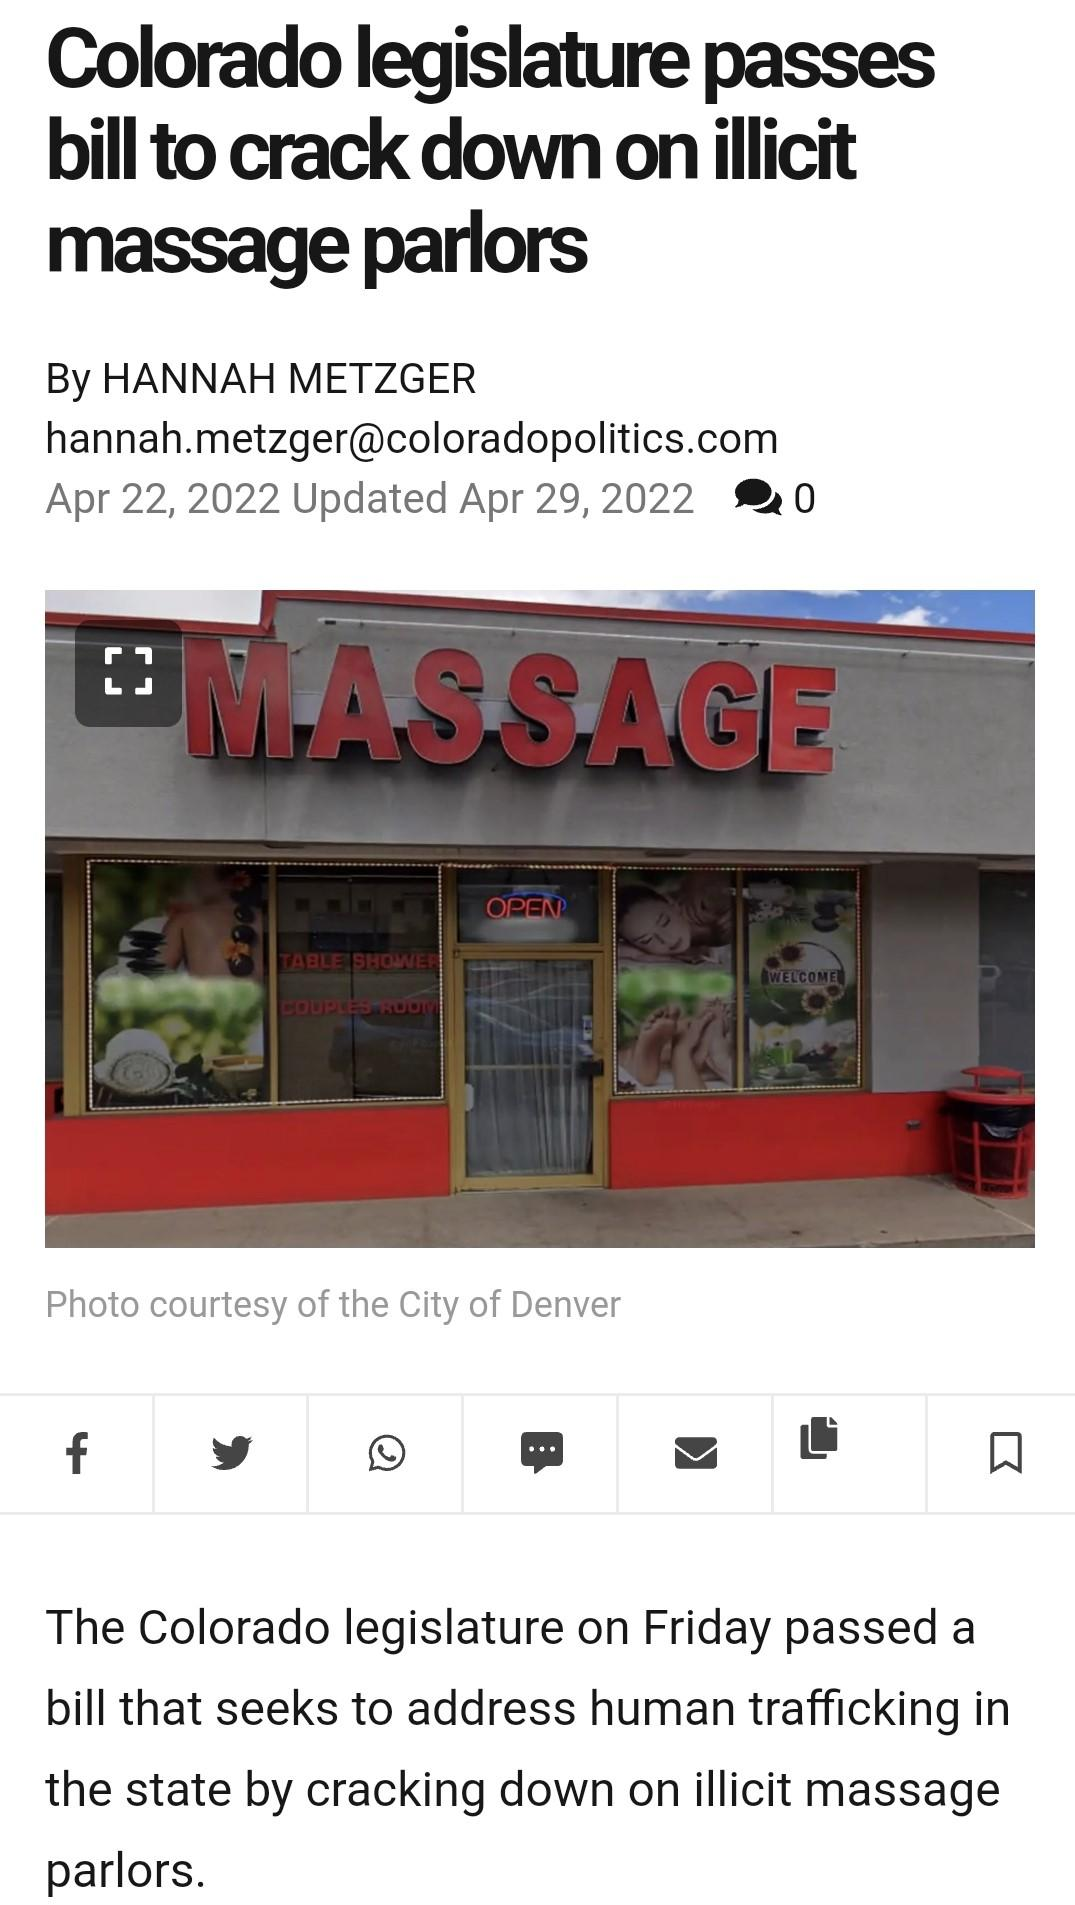 Colorado legislature passes
bill to crack down on illicit
massage parlors
By HANNAH METZGER
hannah.metzger@coloradopolitics.com
Apr 22, 2022 Updated Apr 29, 2022 0
MASSAGE
OPEN
TABLE SHOWER
COUPLES ROOM
WELCOME
Photo courtesy of the City of Denver
The Colorado legislature on Friday passed a
bill that seeks to address human trafficking in
the state by cracking down on illicit massage
parlors.